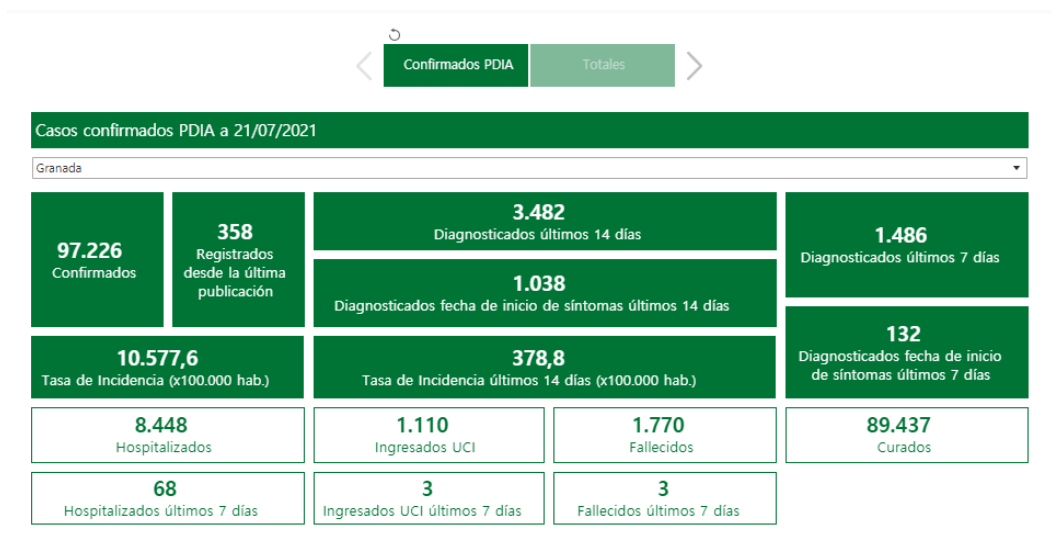 Confirmados PDIA
Totales
Casos confirmados PDIA a 21/07/2021
Granada
97.226
Confirmados
358
Registrados
desde la última
publicación
3.482
Diagnosticados últimos 14 días
1.038
Diagnosticados fecha de inicio de síntomas últimos 14 días
1.486
Diagnosticados últimos 7 días
132
Diagnosticados fecha de inicio
de síntomas últimos 7 días
10.577,6
Tasa de Incidencia (x100.000 hab.)
378,8
Tasa de Incidencia últimos 14 días (x100.000 hab.)
8.448
Hospitalizados
1.110
Ingresados UCI
1.770
Fallecidos
89.437
Curados
68
Hospitalizados últimos 7 días
3
Ingresados UCI últimos 7 días
3
Fallecidos últimos 7 días